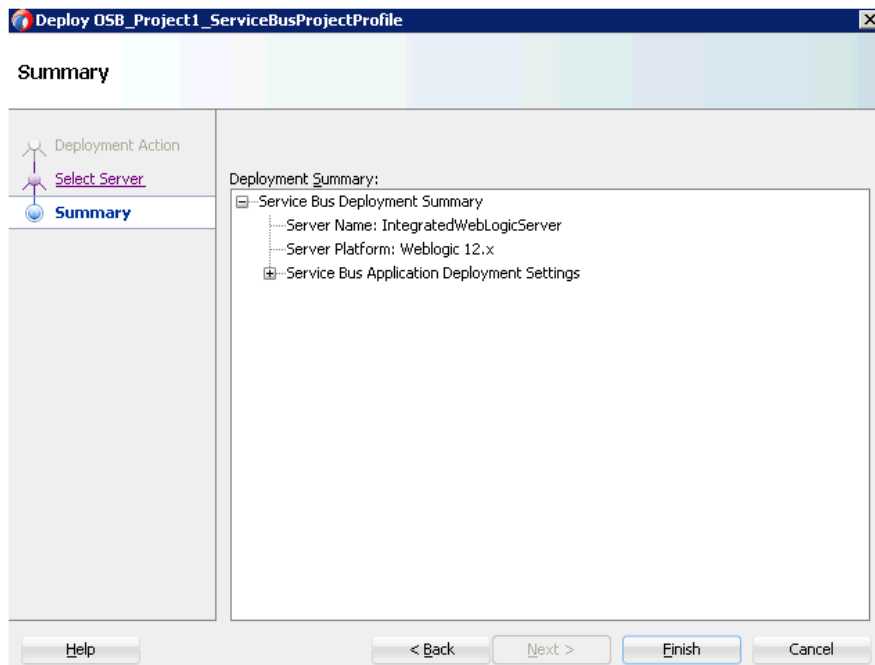 Deploy OSB_Project1_ServiceBusProjectProfile
Summary
Deployment Action
Select Server
Summary
Deployment Summary:
Service Bus Deployment Summary
Server Name: IntegratedWebLogicServer
Server Platform: Weblogic 12.x
Service Bus Application Deployment Settings
Help
< Back
Next >
Finish
Cancel